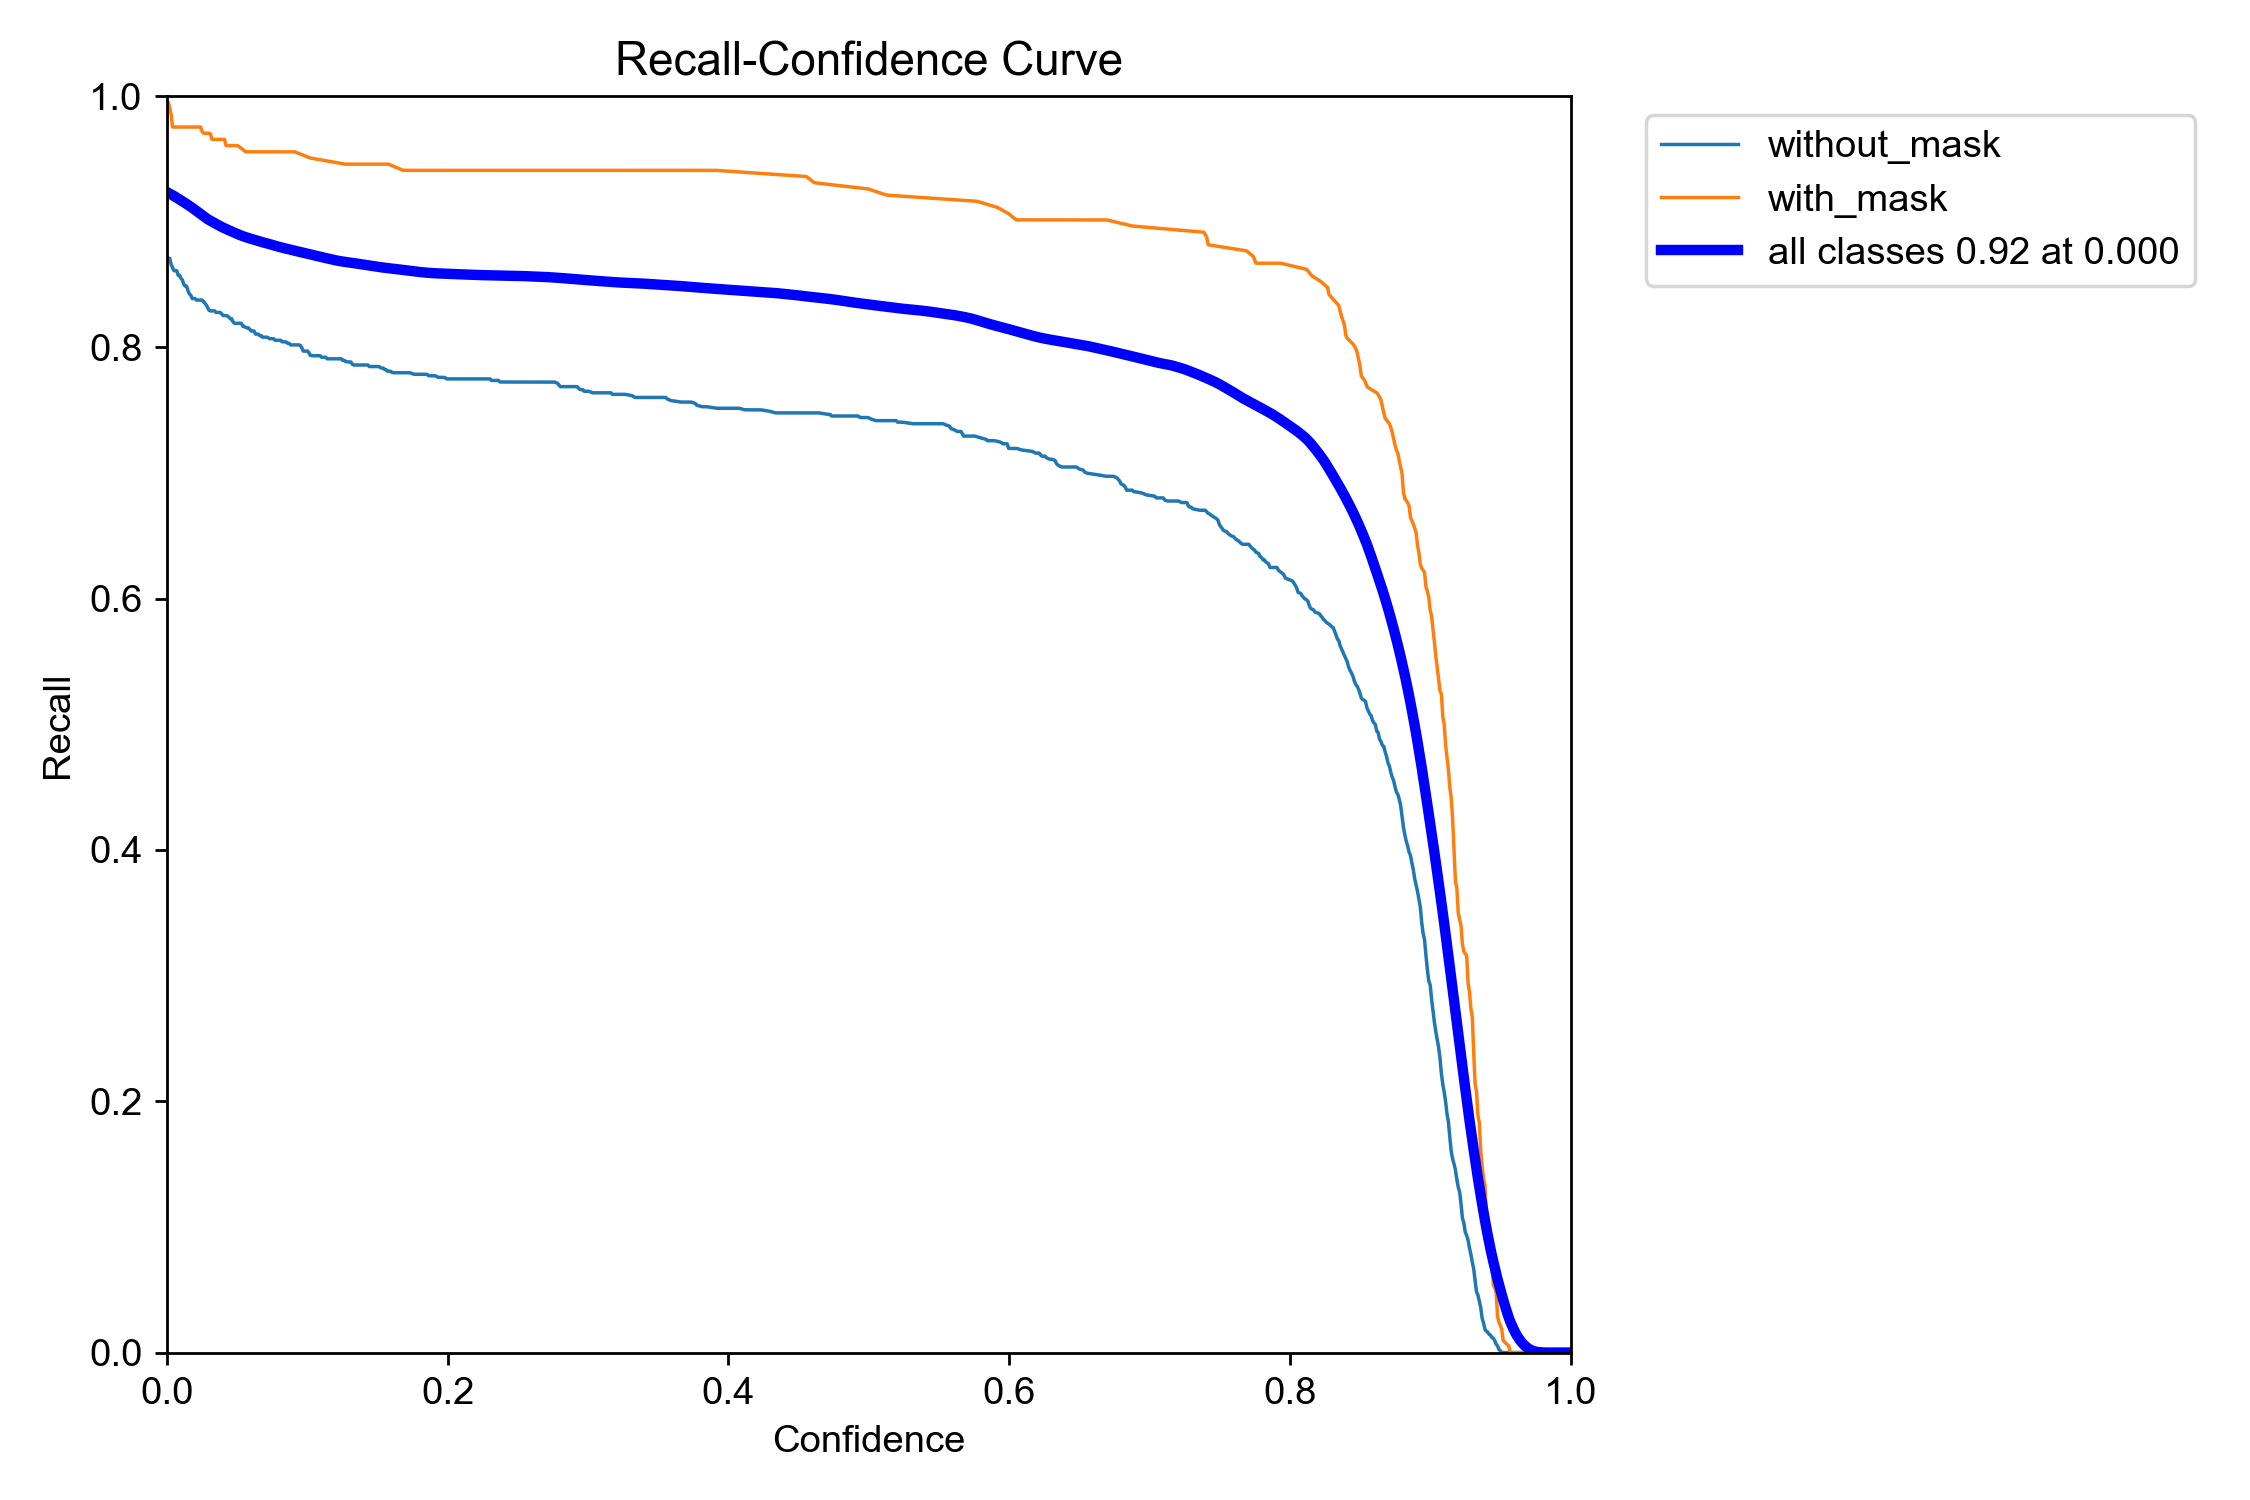 Recall-Confidence Curve
1.0
0.8
0.6
0.4
0.2
0.0
Recall
0.0 0.2 0.4 0.6 0.8 1.0
Confidence
without_mask
with_mask
all classes 0.92 at 0.000